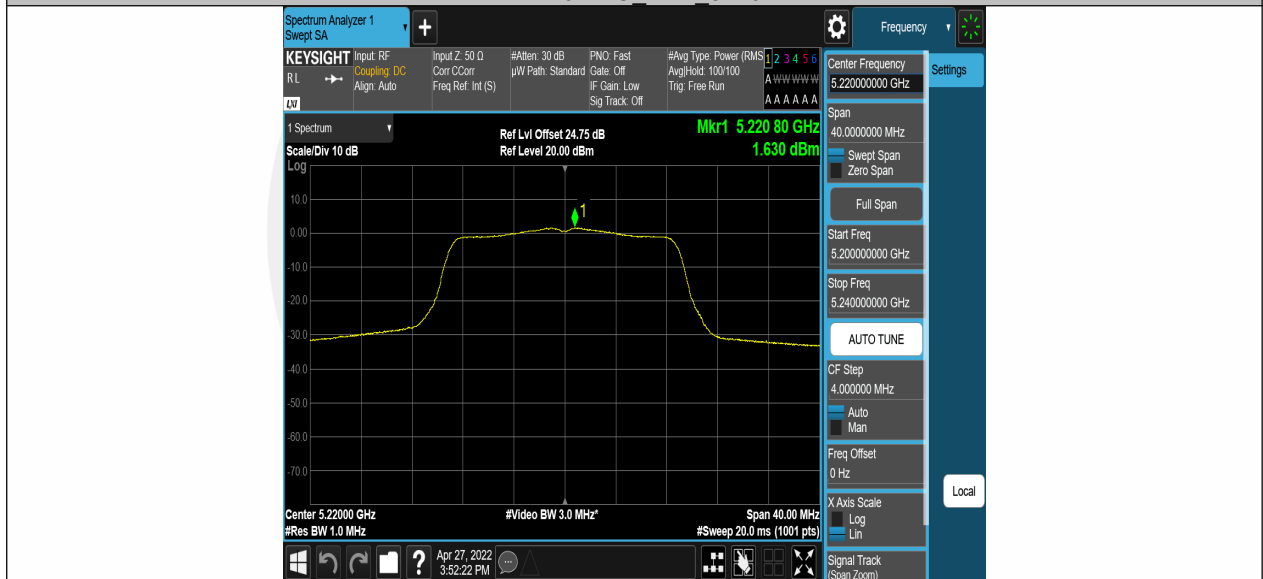 Spectrum Analyzer 1
Swept SA
+
Frequency
KEYSIGHT
RL
LXI
Input: RF
Coupling: DC
Align: Auto
Input Z: 50 Ω
Corr CCorr
Freq Ref: Int (S)
#Atten: 30 dB
µW Path: Standard
PNO: Fast
Gate: Off
IF Gain: Low
Sig Track: Off
#Avg Type: Power (RMS
Avg|Hold: 100/100
Trig: Free Run
1 2 3 4 5 6
A W W W W W
A A A A A A
1 Spectrum
Scale/Div 10 dB
Ref Lvl Offset 24.75 dB
Ref Level 20.00 dBm
Mkr1 5.220 80 GHz
1.630 dBm
Log
10.0
0.00
-10.0
-20.0
-30.0
-40.0
-50.0
-60.0
-70.0
1
Center 5.22000 GHz
#Res BW 1.0 MHz
#Video BW 3.0 MHz*
Span 40.00 MHz
#Sweep 20.0 ms (1001 pts)
Center Frequency
5.220000000 GHz
Settings
Span
40.0000000 MHz
Swept Span
Zero Span
Full Span
Start Freq
5.200000000 GHz
Stop Freq
5.240000000 GHz
AUTO TUNE
CF Step
4.000000 MHz
Auto
Man
Freq Offset
0 Hz
X Axis Scale
Log
Lin
Local
Signal Track
(Span Zoom)
?
Apr 27, 2022
3:52:22 PM